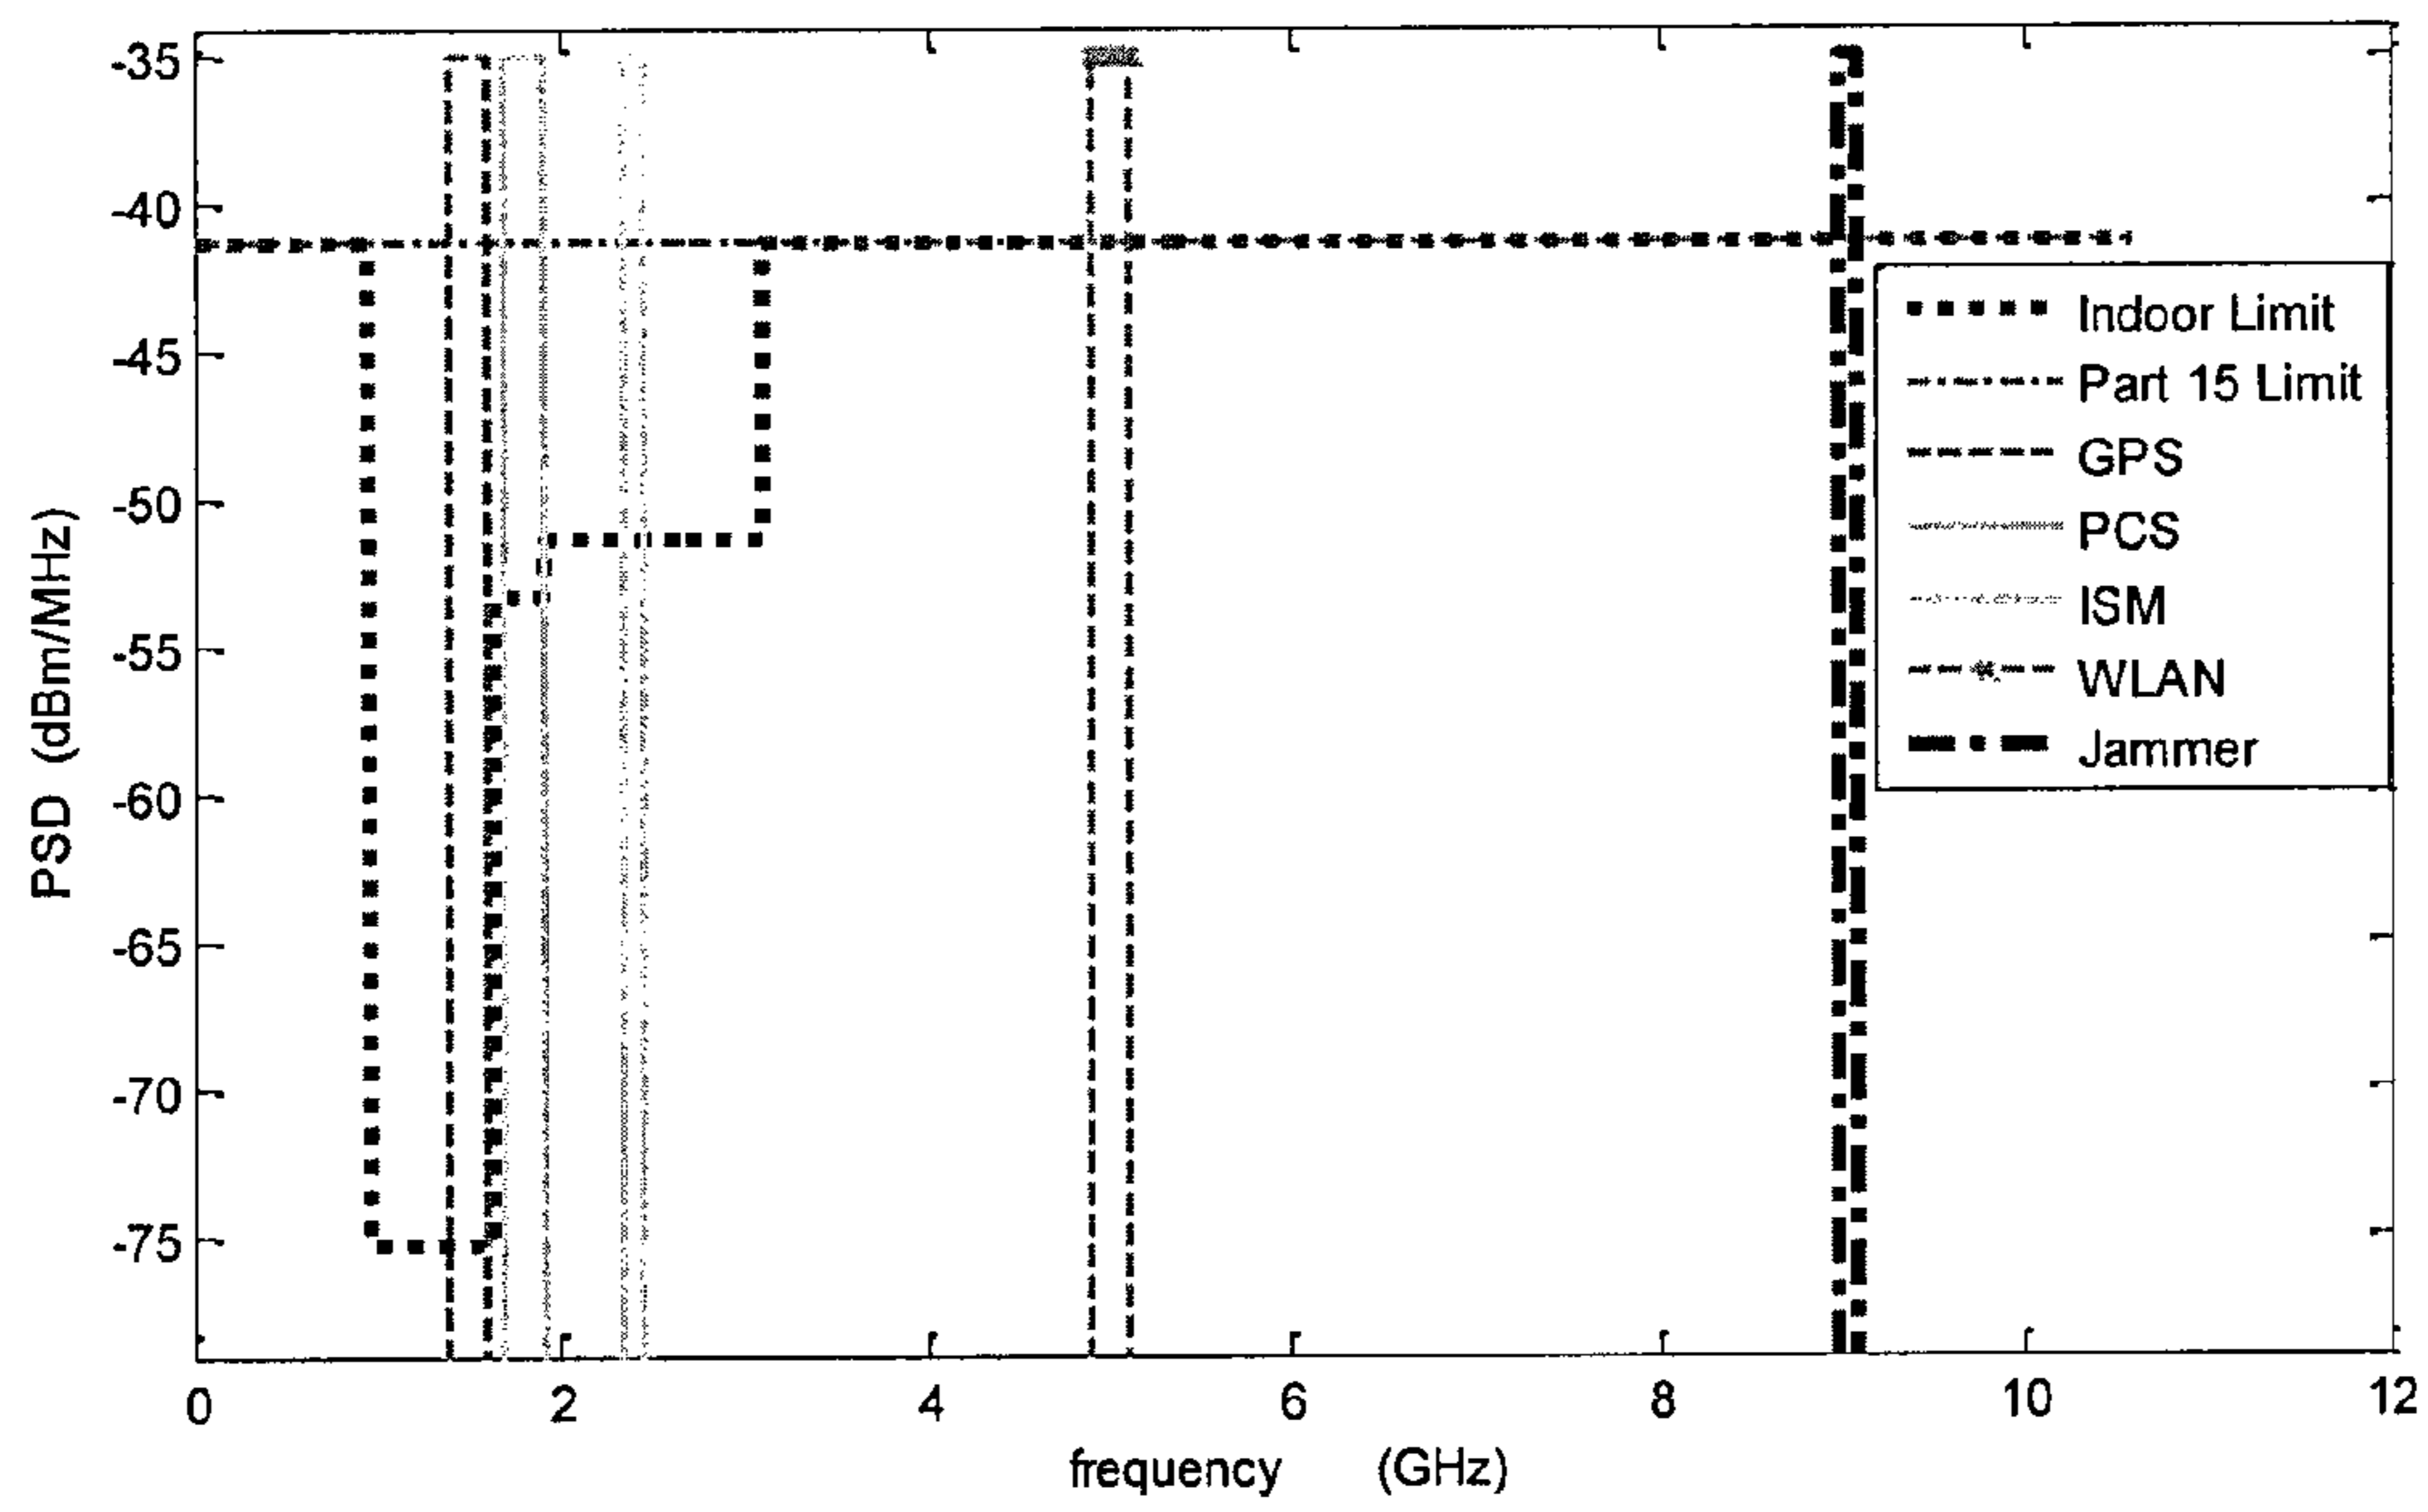 -35
-40
-45
-50
-55
-60
-65
-70
-75
PSD (dBm/MHz)
Indoor Limit
Part 15 Limit
GPS
PCS
ISM
WLAN
Jammer
0 2 4 6 8 10 12
frequency (GHz)